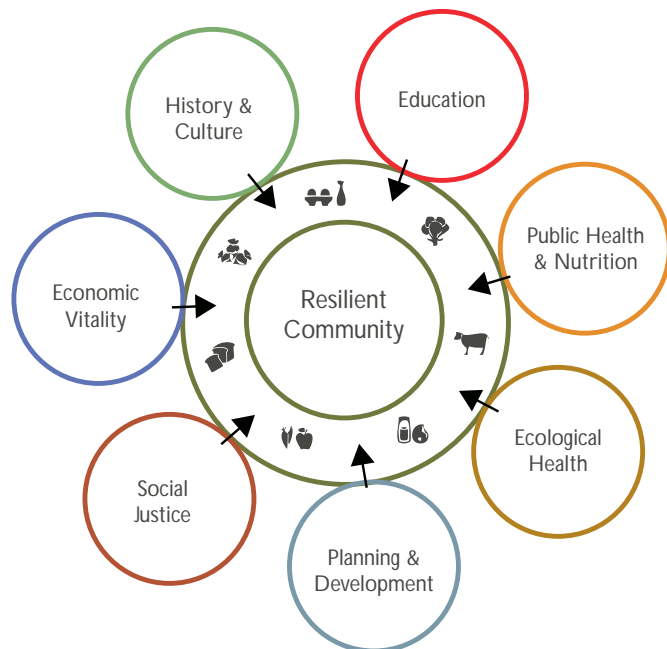 History &
Culture
Education
Public Health
& Nutrition
Economic
Vitality
Resilient
Community
Ecological
Health
Social
Justice
Planning &
Development